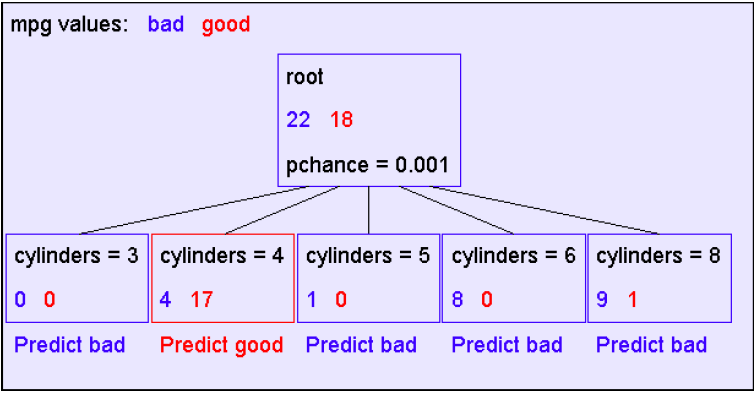 mpg values: bad good
root
22 18
pchance = 0.001
cylinders = 3
0 0
Predict bad
cylinders = 4
4 17
Predict good
cylinders = 5
1 0
Predict bad
cylinders = 6
8 0
Predict bad
cylinders = 8
9 1
Predict bad